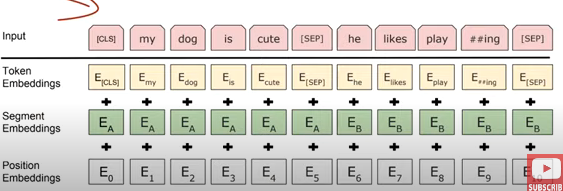 Input [CLS] my dog is cute [SEP] he likes play ##ing [SEP]
Token
Embeddings E[CLS] Emy Edog Eis Ecute E[SEP] Ehe Elikes Eplay E##ing E[SEP]
+ + + + + + + + + + +
Segment
Embeddings EA EA EA EA EA EA EB EB EB EB EB
+ + + + + + + + + + +
Position
Embeddings E0 E1 E2 E3 E4 E5 E6 E7 E8 E9
SUBSCRIB